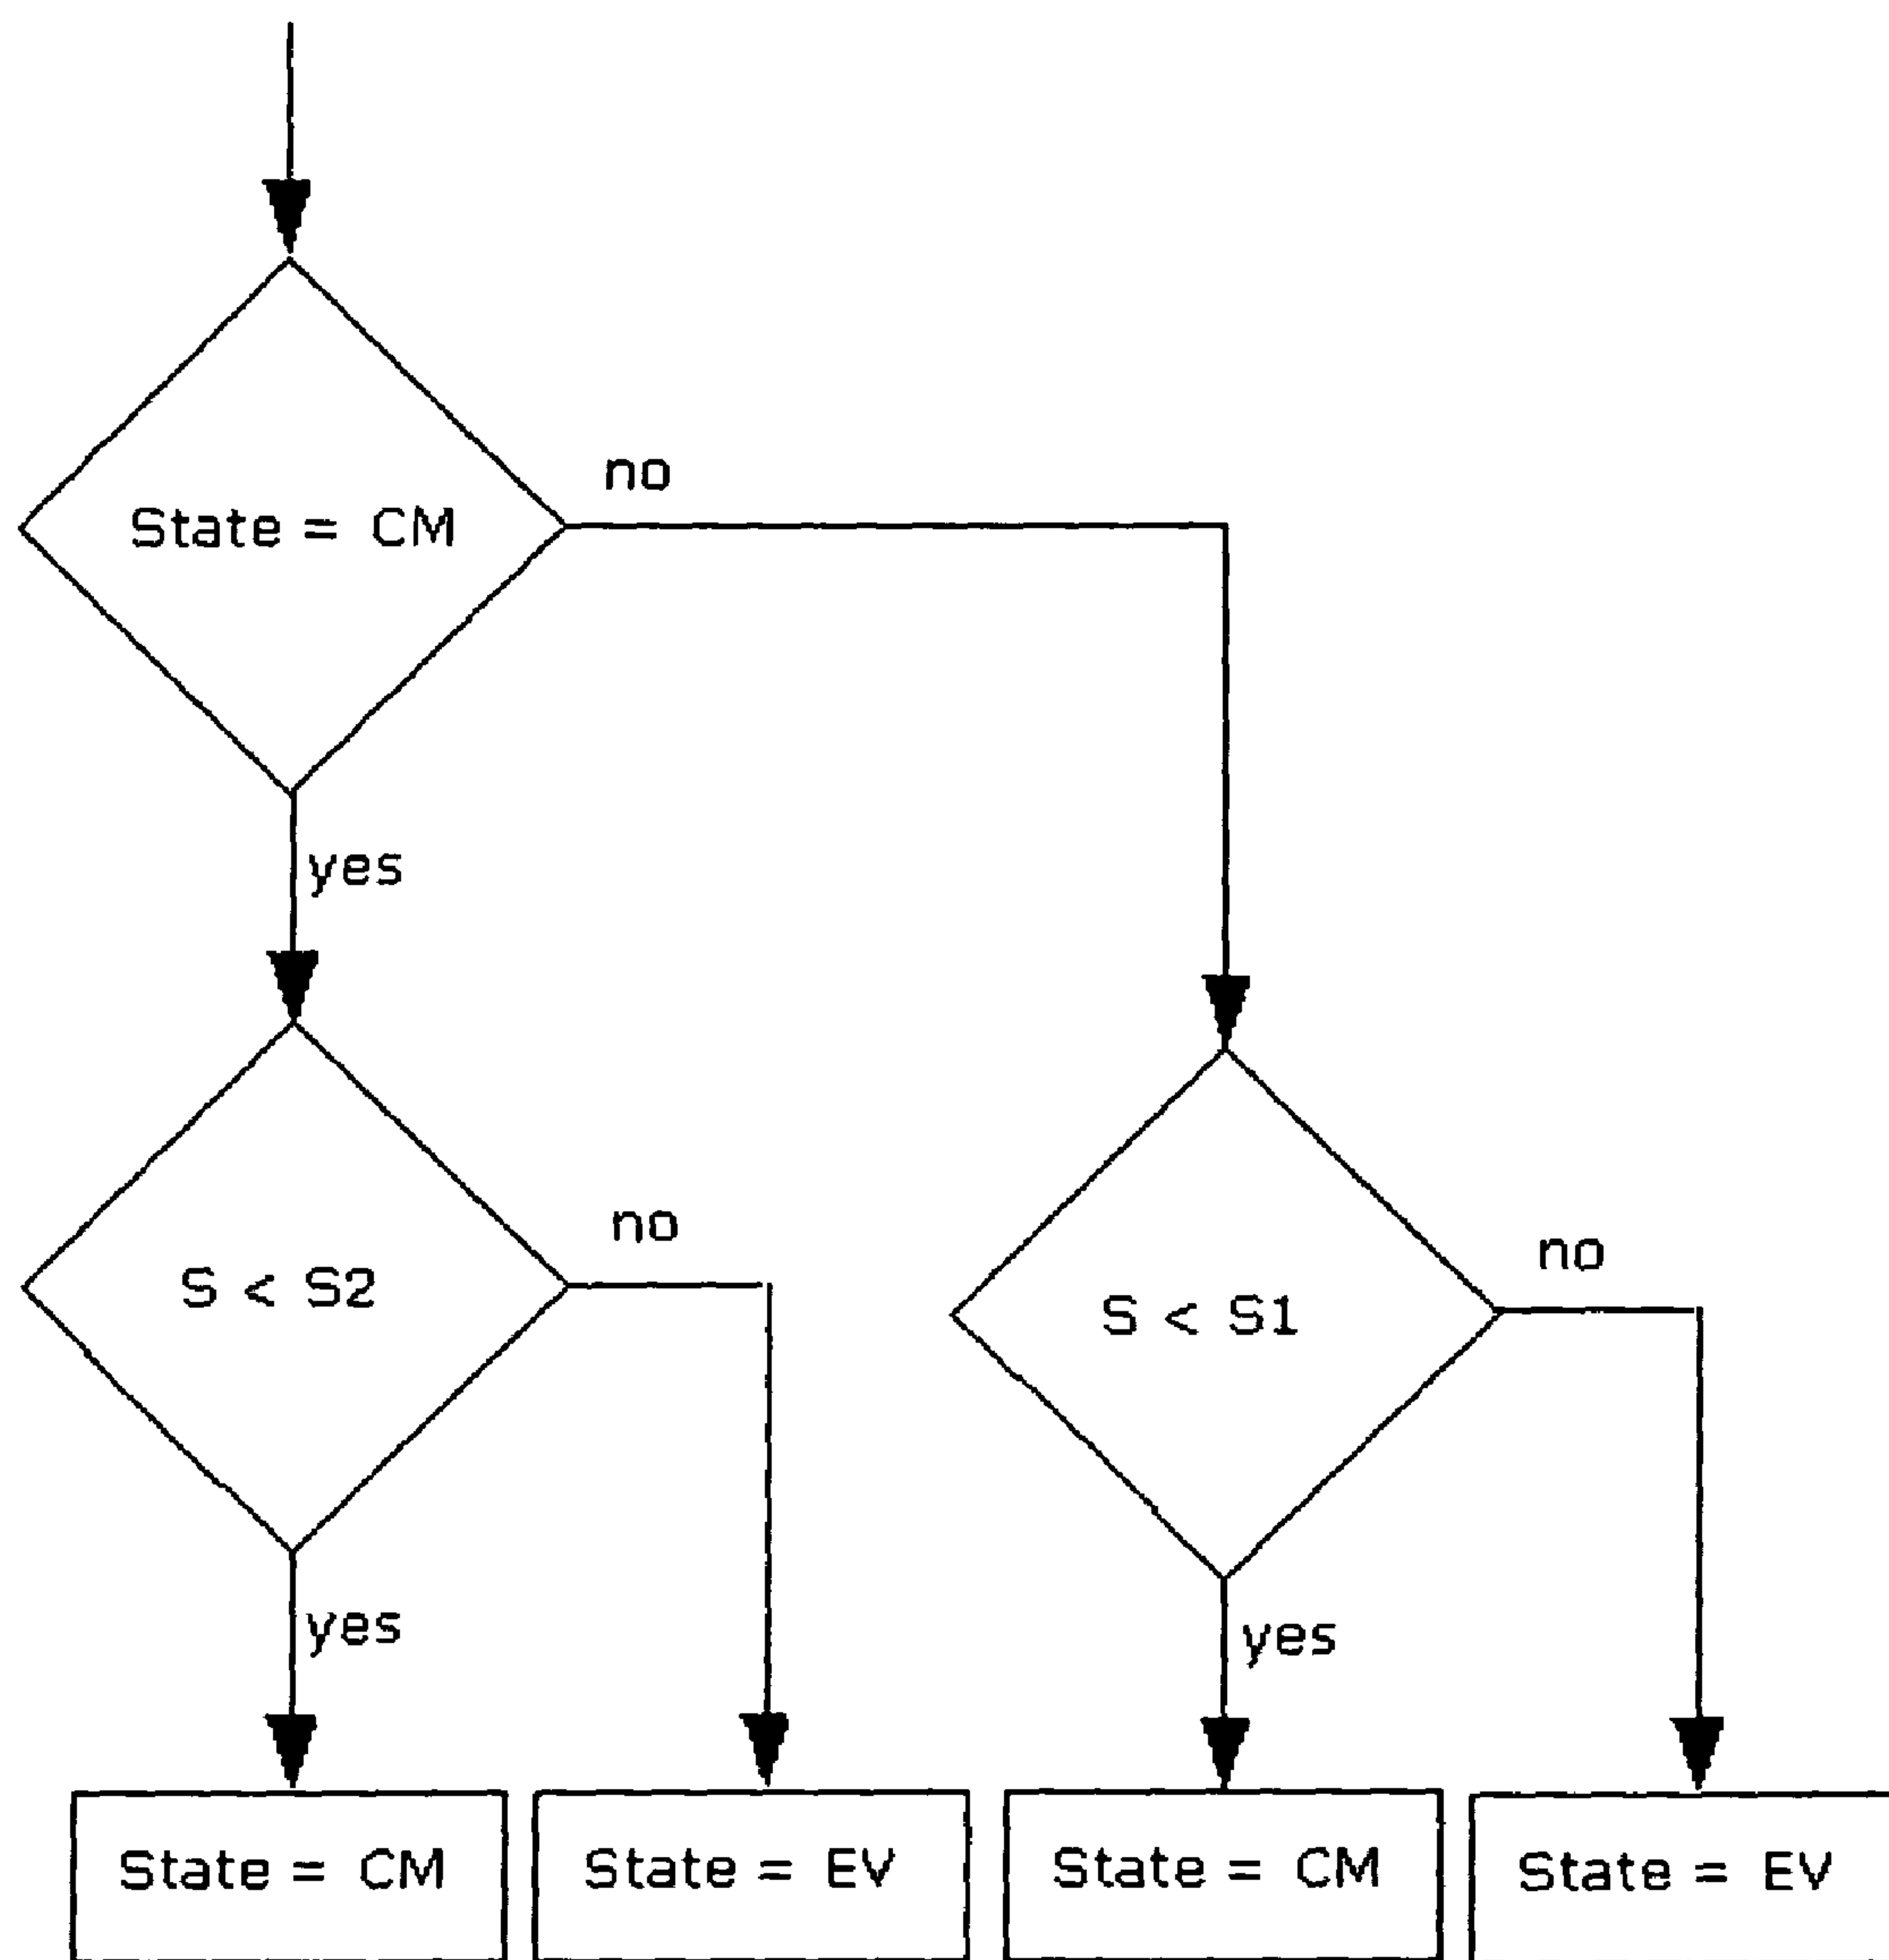 no
State = CM
yes
no
S < S2
no
S < S1
yes
yes
State = CM
State = EV
State = CM
State = EV